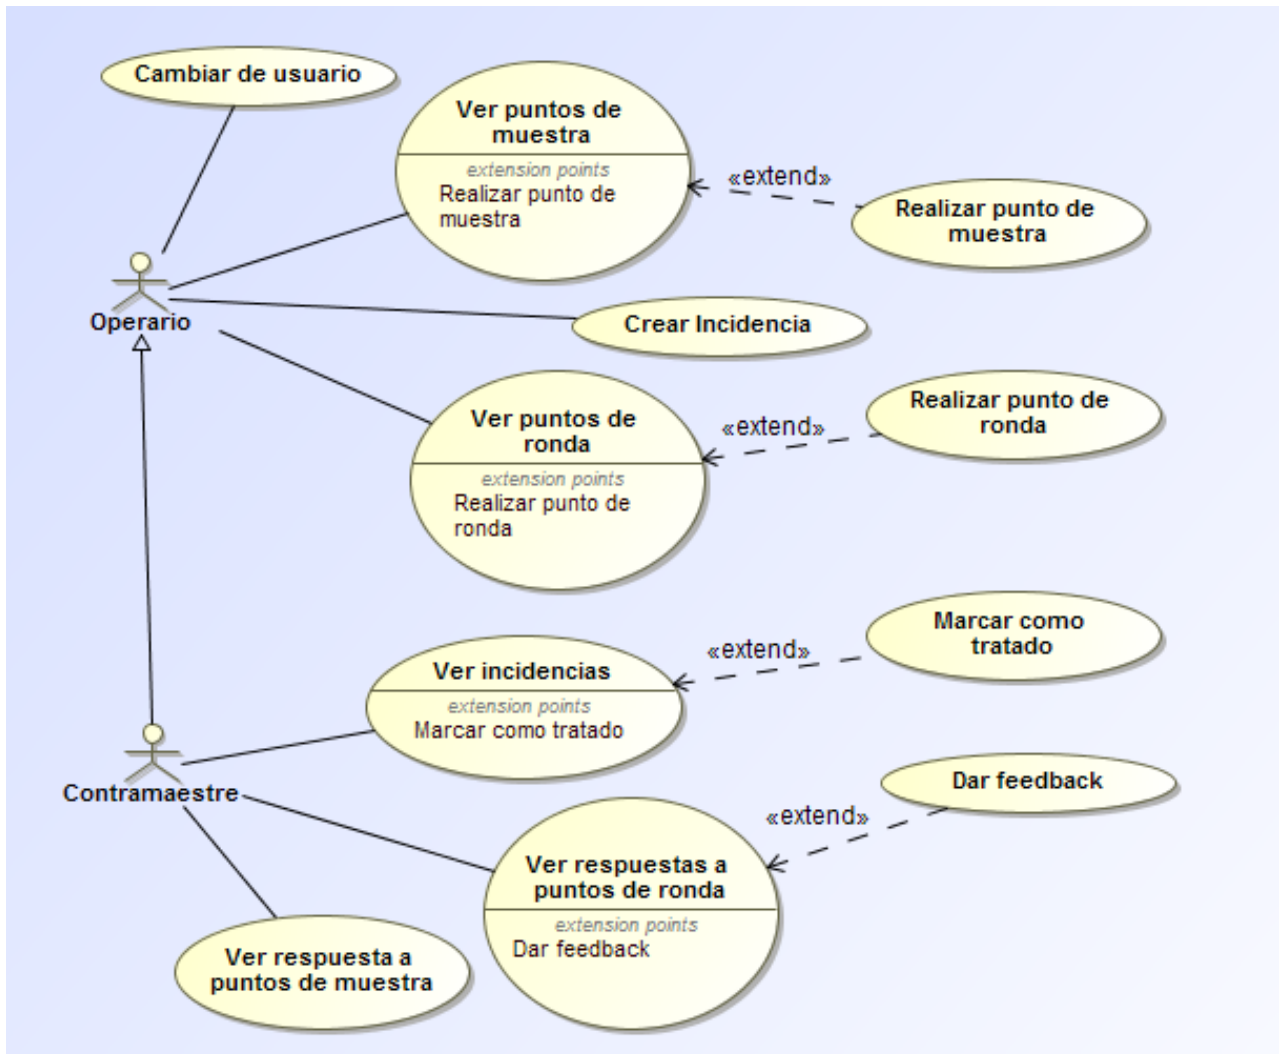 Cambiar de usuario
Ver puntos de
muestra
extension points
Realizar punto de
muestra
«extend»
Realizar punto de
muestra
Operario
Crear Incidencia
Ver puntos de
ronda
extension points
Realizar punto de
ronda
«extend»
Realizar punto de
ronda
Ver incidencias
extension points
Marcar como tratado
«extend»
Marcar como
tratado
Contramaestre
Dar feedback
«extend»
Ver respuestas a
puntos de ronda
extension points
Dar feedback
Ver respuesta a
puntos de muestra